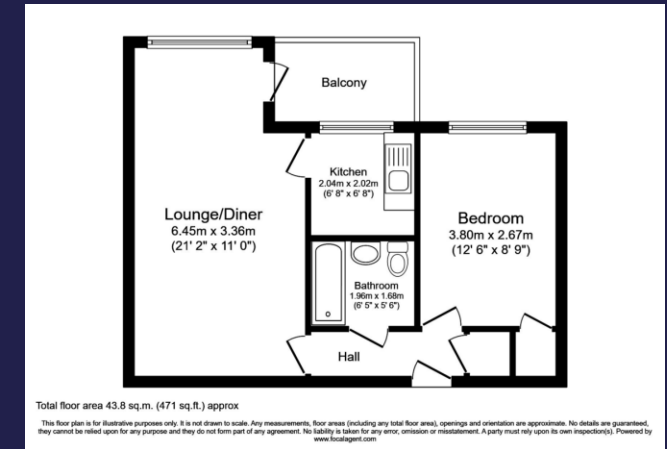 Balcony
Kitchen
2.04m x 2.02m
(6' 8" x 6' 8")
Lounge/Diner
6.45m x 3.36m
(21' 2" x 11' 0")
Bedroom
3.80m x 2.67m
(12' 6" x 8' 9")
Bathroom
1.96m x 1.68m
(6' 5" x 5' 6")
Hall
Total floor area 43.8 sq.m. (471 sq.ft.) approx
This floor plan is for illustrative purposes only. It is not drawn to scale. Any measurements, floor areas (including any total floor area), openings and orientation are approximate. No details are guaranteed,
they cannot be relied upon for any purpose and they do not form part of any agreement. No liability is taken for any error, omission or misstatement. A party must rely upon its own inspection(s). Powered by
www.focalagent.com